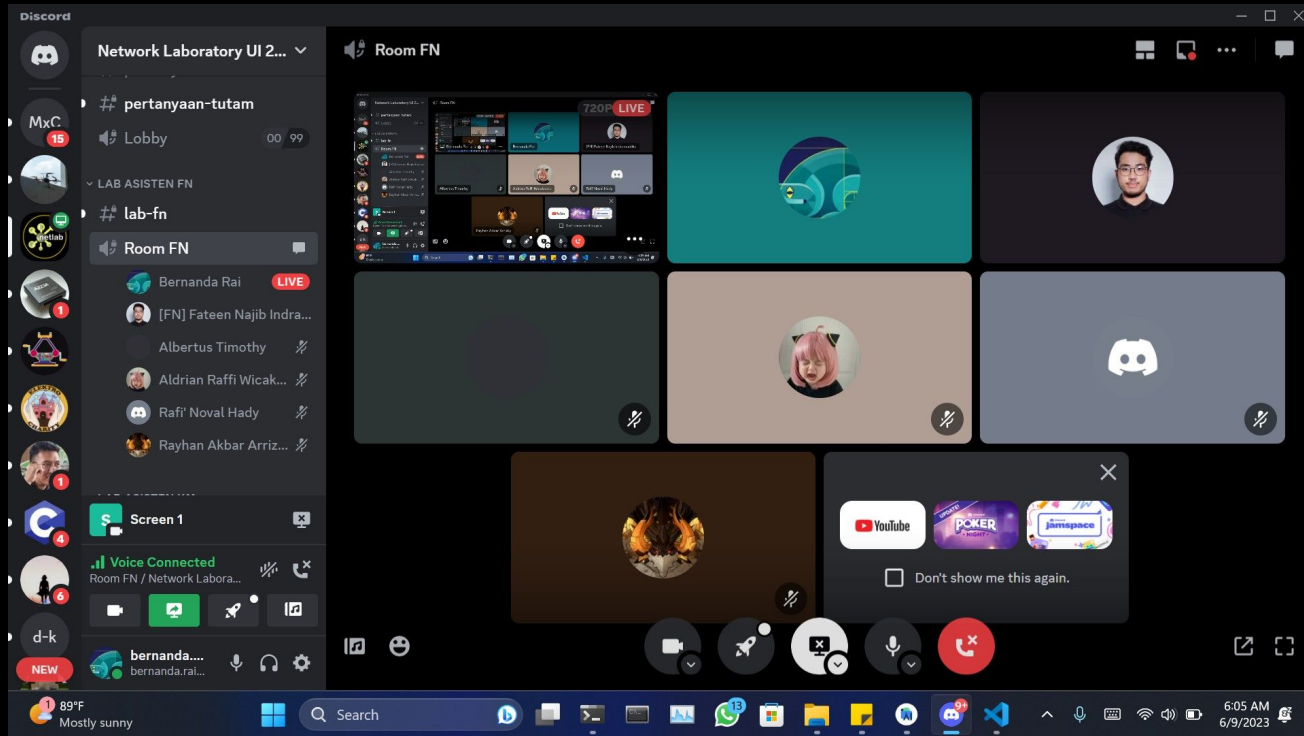 Discord
Network Laboratory UI 2...
Room FN
pertanyaan-tutam
Lobby
00 99
MxC
15
LAB ASISTEN FN
lab-fn
netlab
Room FN
Bernanda Rai
LIVE
[FN] Fateen Najib Indra...
Albertus Timothy
Aldrian Raffi Wicak...
Rafi' Noval Hady
Rayhan Akbar Arriz...
1
1
4
6
S
Screen 1
Voice Connected
Room FN / Network Labora...
d-k
NEW
bernanda....
bernanda.rai...
720P LIVE
YouTube
UPDATE!
POKER
NIGHT
jamspace
Don't show me this again.
1
89°F
Mostly sunny
Search
13
9+
6:05 AM
6/9/2023